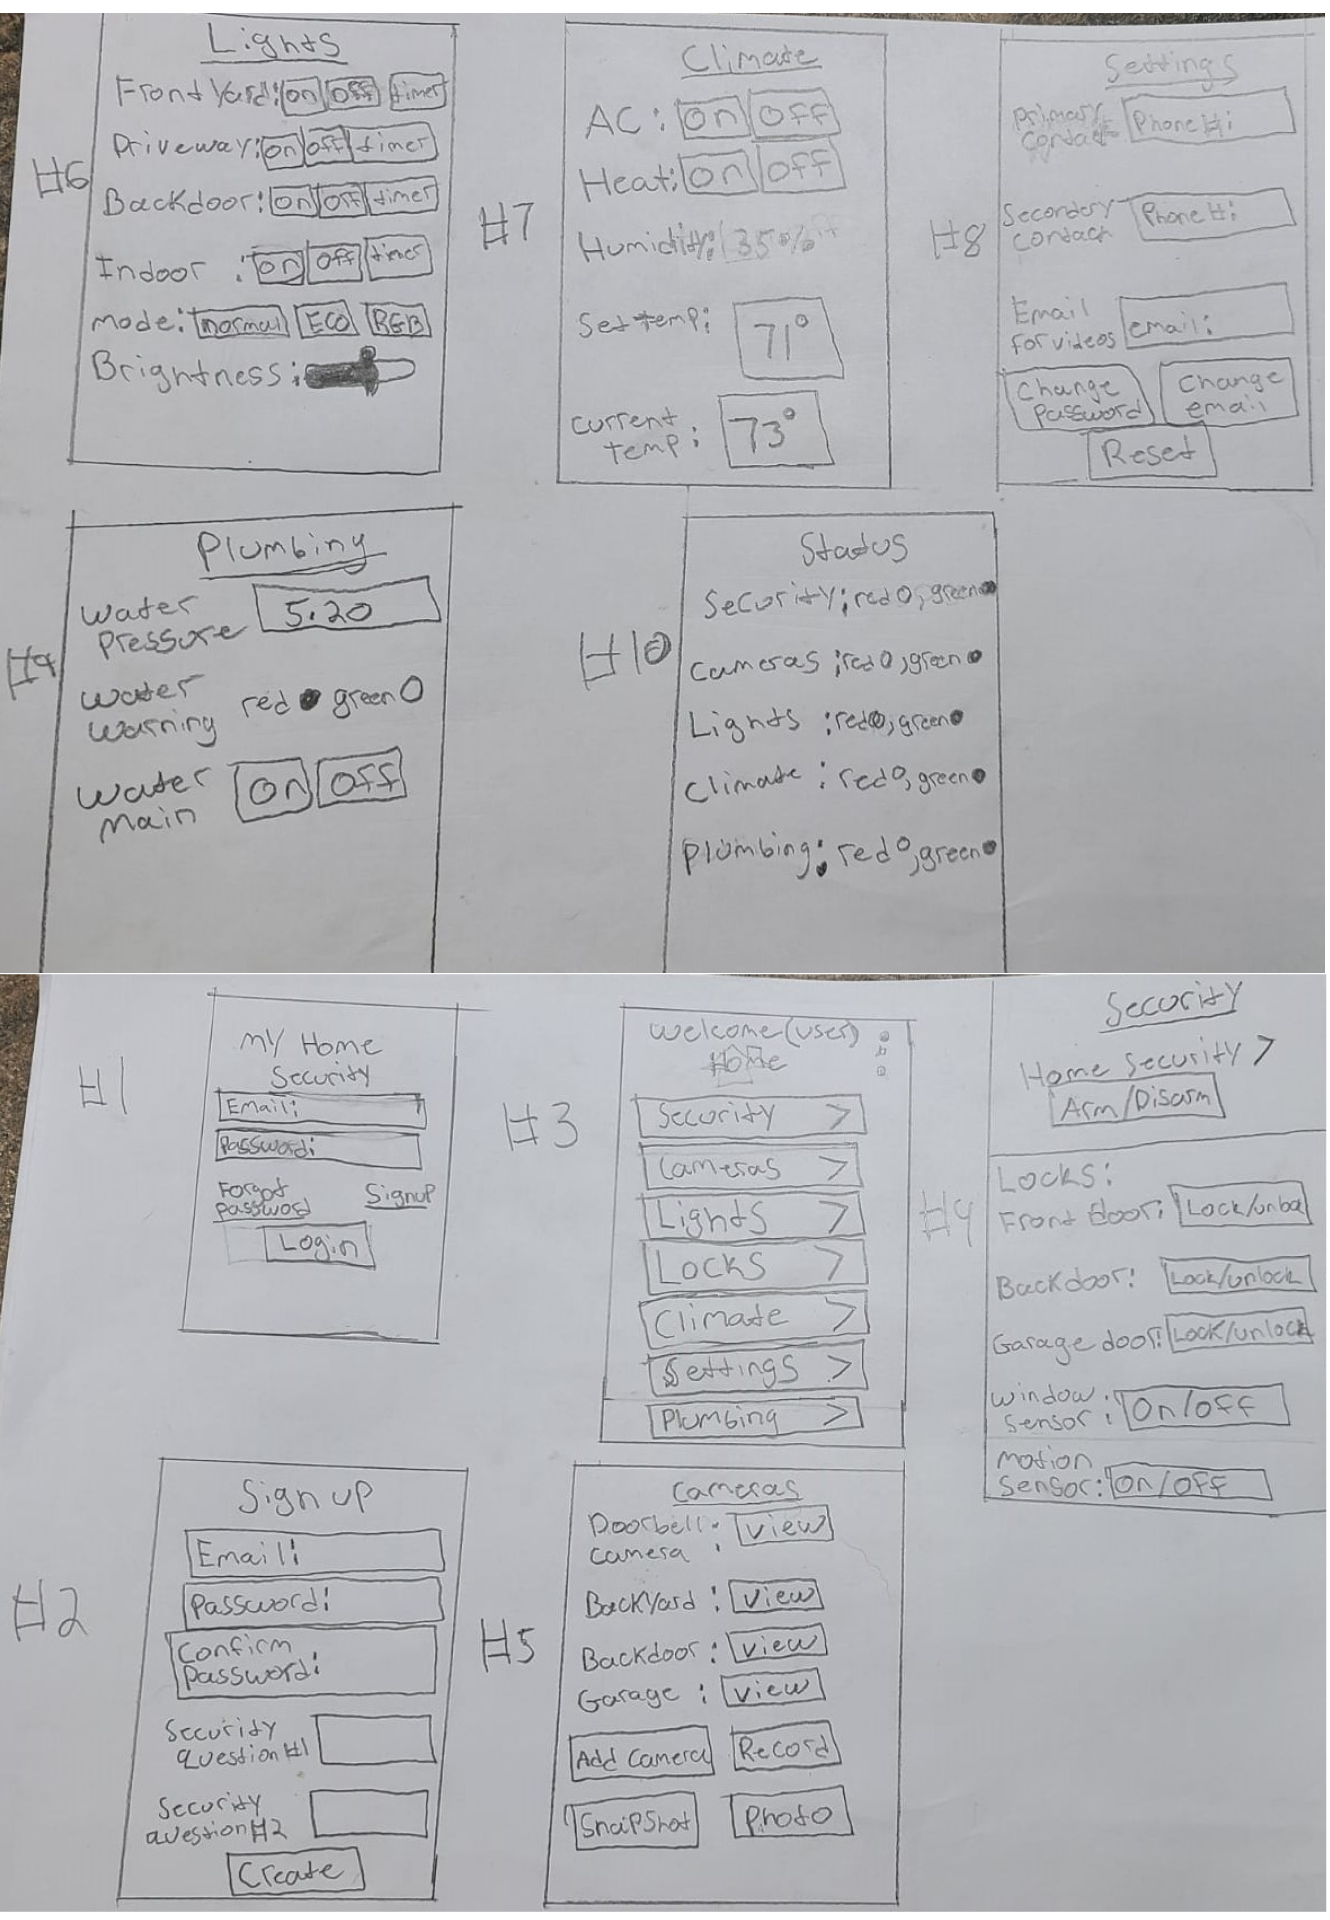 #6
Lights
Front Yard: on off timer
Driveway: on off timer
Backdoor: on off timer
Indoor : on off timer
mode: normal ECO RGB
Brightness:
#7
Climate
AC: on off
Heat: on off
Humidity: 35%
Set temp: 71°
current temp: 73°
#8
Settings
primary contact: Phone #:
Secondary contact Phone #:
Email
for videos email:
Change
Password
Change
email
Reset
#9
Plumbing
Water
Pressure 5.20
Water
Warning red green
Water
Main on off
#10
Status
Security; red, green
Cameras ; red, green
Lights : red, green
Climate : red, green
Plumbing: red, green
#1
My Home
Security
Email:
Password:
Forgot
password
Signup
Login
#3
Welcome (user)
Home
Security >
Cameras >
Lights >
Locks >
Climate >
Settings >
Plumbing >
#4
Security
Home Security >
Arm/Disarm
Locks:
Front door: Lock/
Backdoor: Lock/unlock
Garage door: Lock/unlock
window
Sensor : On/off
motion
Sensor: On/off
#2
Sign up
Email:
Password:
Confirm
Password:
Security
question #1
Security
question #2
Create
#5
Cameras
Doorbell
camera : view
BackYard : view
Backdoor : view
Garage : view
Add camera Record
SnaipShot Photo